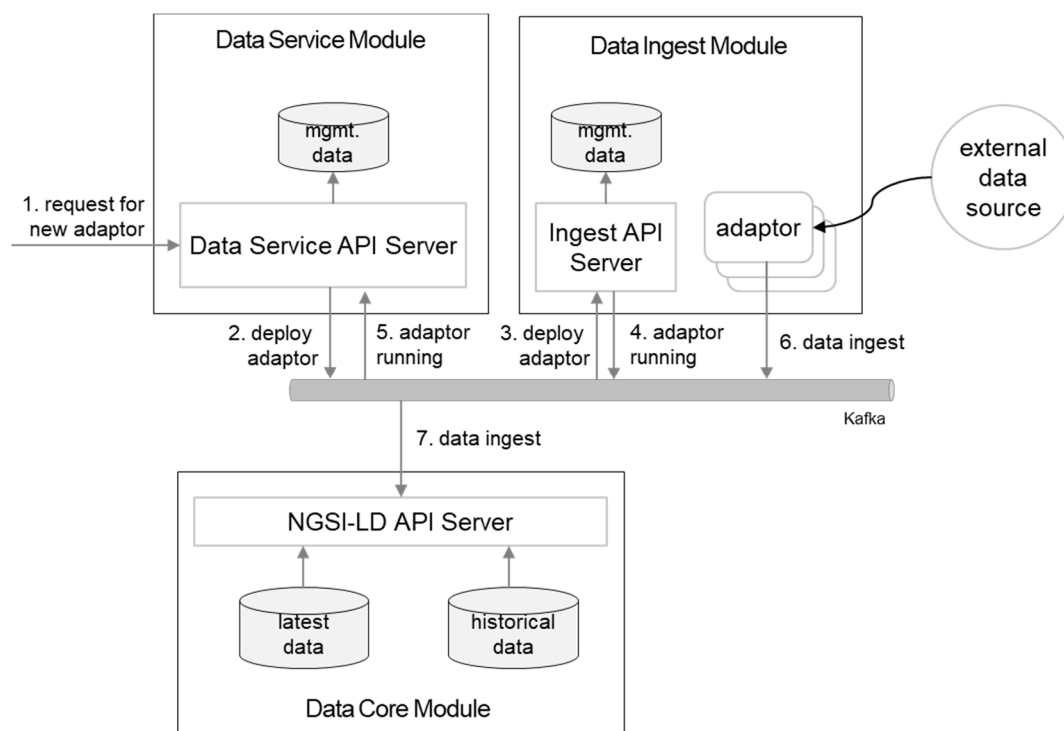 Data Service Module
mgmt.
data
1. request for
new adaptor
Data Service API Server
Data Ingest Module
mgmt.
data
Ingest API
Server
adaptor
external
data
source
2. deploy
adaptor
5. adaptor
running
3. deploy
adaptor
4. adaptor
running
6. data ingest
Kafka
7. data ingest
NGSI-LD API Server
latest
data
historical
data
Data Core Module